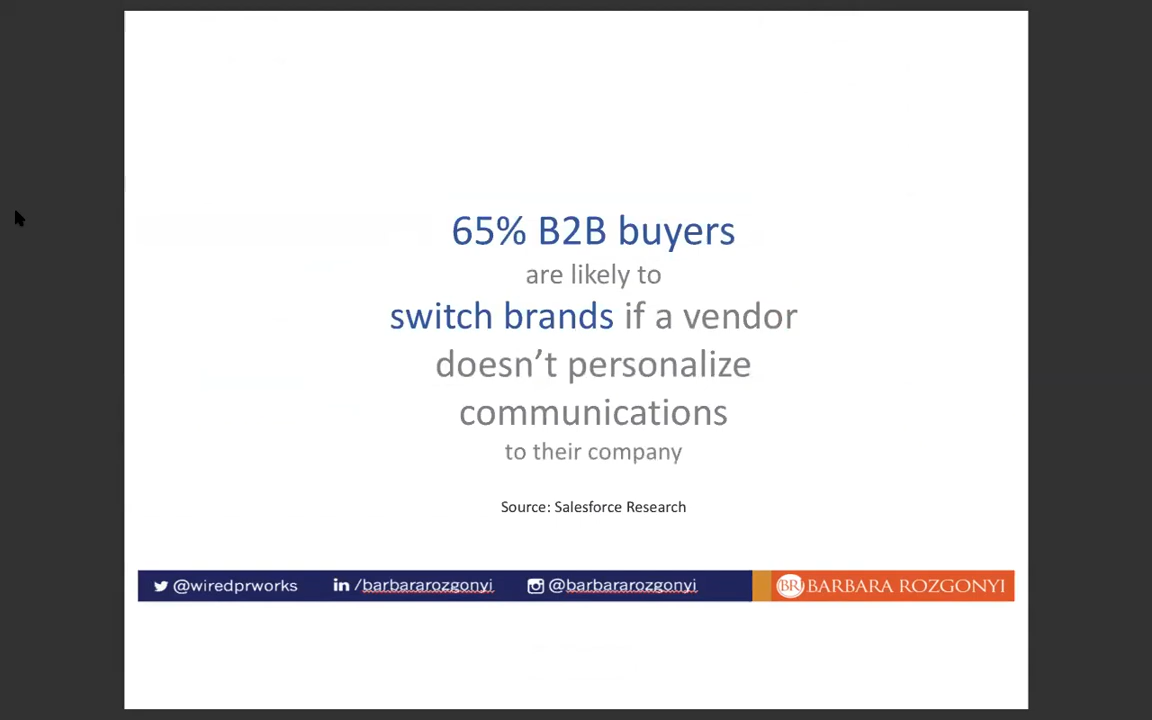 65% B2B buyers
are likely to
switch brands if a vendor
doesn’t personalize
communications
to their company
Source: Salesforce Research
@wiredprworks in /barbararozgonyi @barbararozgonyi BR BARBARA ROZGONYI